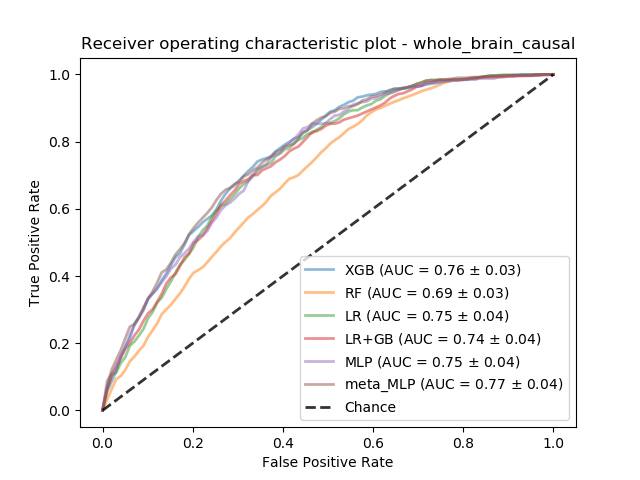 Receiver operating characteristic plot - whole_brain_causal
True Positive Rate
1.0
0.8
0.6
0.4
0.2
0.0
XGB (AUC = 0.76 ± 0.03)
RF (AUC = 0.69 ± 0.03)
LR (AUC = 0.75 ± 0.04)
LR+GB (AUC = 0.74 ± 0.04)
MLP (AUC = 0.75 ± 0.04)
meta_MLP (AUC = 0.77 ± 0.04)
Chance
0.0 0.2 0.4 0.6 0.8 1.0
False Positive Rate